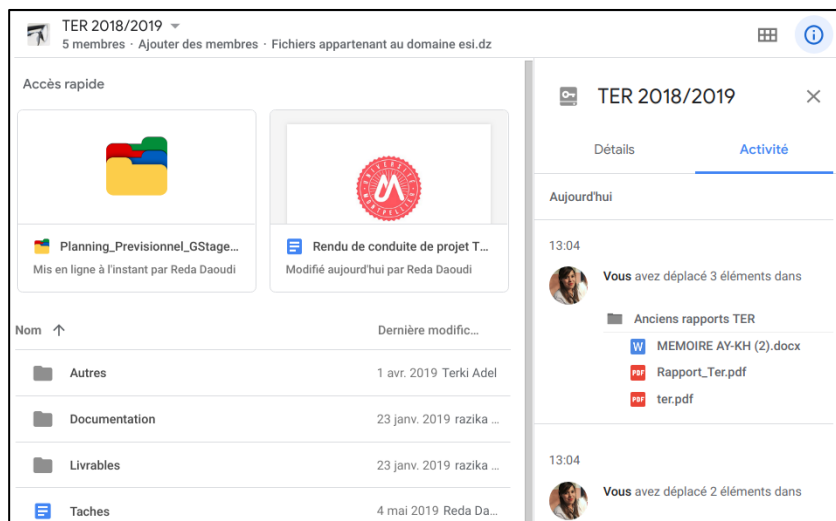 TER 2018/2019
5 membres · Ajouter des membres · Fichiers appartenant au domaine esi.dz
Accès rapide
Planning_Previsionnel_GStage...
Mis en ligne à l'instant par Reda Daoudi
UNIVERSITÉ
MONTPELLIER
Rendu de conduite de projet T...
Modifié aujourd'hui par Reda Daoudi
Nom
Dernière modific...
Autres
1 avr. 2019 Terki Adel
Documentation
23 janv. 2019 razika ...
Livrables
23 janv. 2019 razika ...
Taches
4 mai 2019 Reda Da...
TER 2018/2019
Détails
Activité
Aujourd'hui
13:04
Vous avez déplacé 3 éléments dans
Anciens rapports TER
W MEMOIRE AY-KH (2).docx
PDF Rapport_Ter.pdf
PDF ter.pdf
13:04
Vous avez déplacé 2 éléments dans